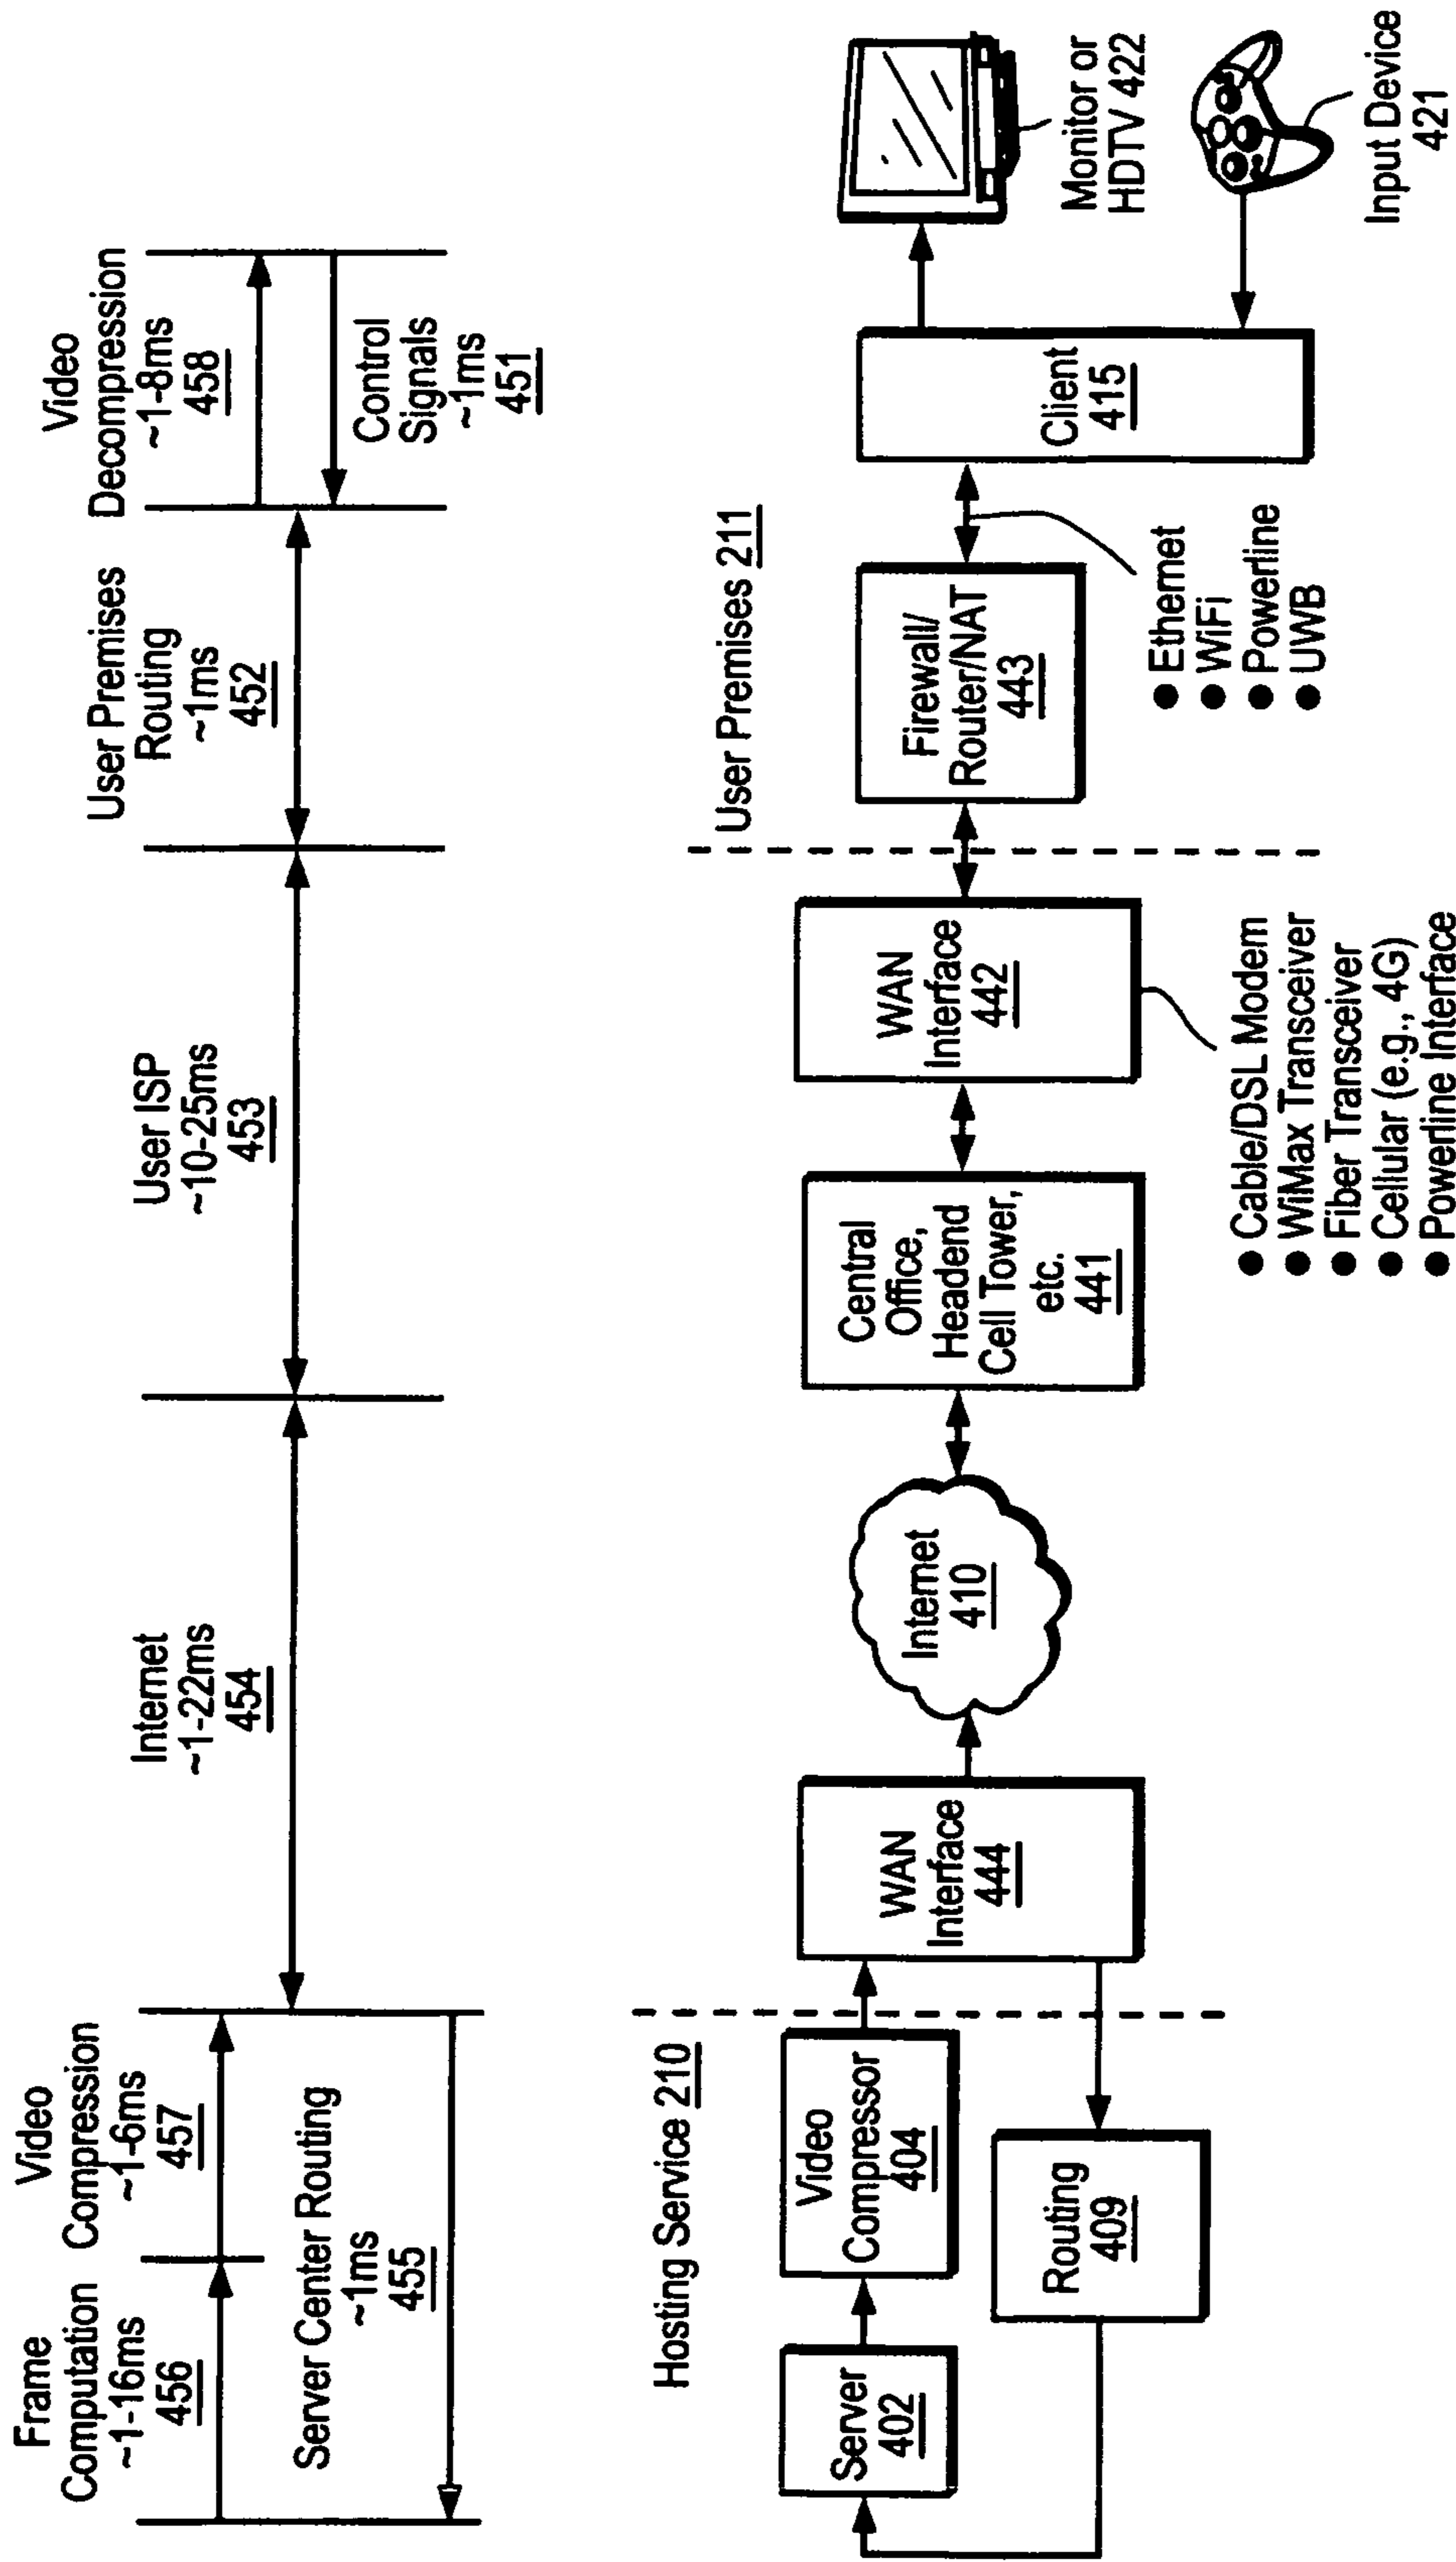 Frame
Computation
~1-16ms
456
Video
Compression
~1-6ms
457
Server Center Routing
~1ms
455
Internet
~1-22ms
454
User ISP
~10-25ms
453
User Premises
Routing
~1ms
452
Video
Decompression
~1-8ms
458
Control
Signals
~1ms
451
Hosting Service 210
Server
402
Video
Compressor
404
Routing
409
WAN
Interface
444
Internet
410
Central
Office,
Headend
Cell Tower,
etc.
441
WAN
Interface
442
● Cable/DSL Modem
● WiMax Transceiver
● Fiber Transceiver
● Cellular (e.g., 4G)
● Powerline Interface
User Premises 211
Firewall/
Router/NAT
443
● Ethernet
● WiFi
● Powerline
● UWB
Client
415
Monitor or
HDTV 422
Input Device
421